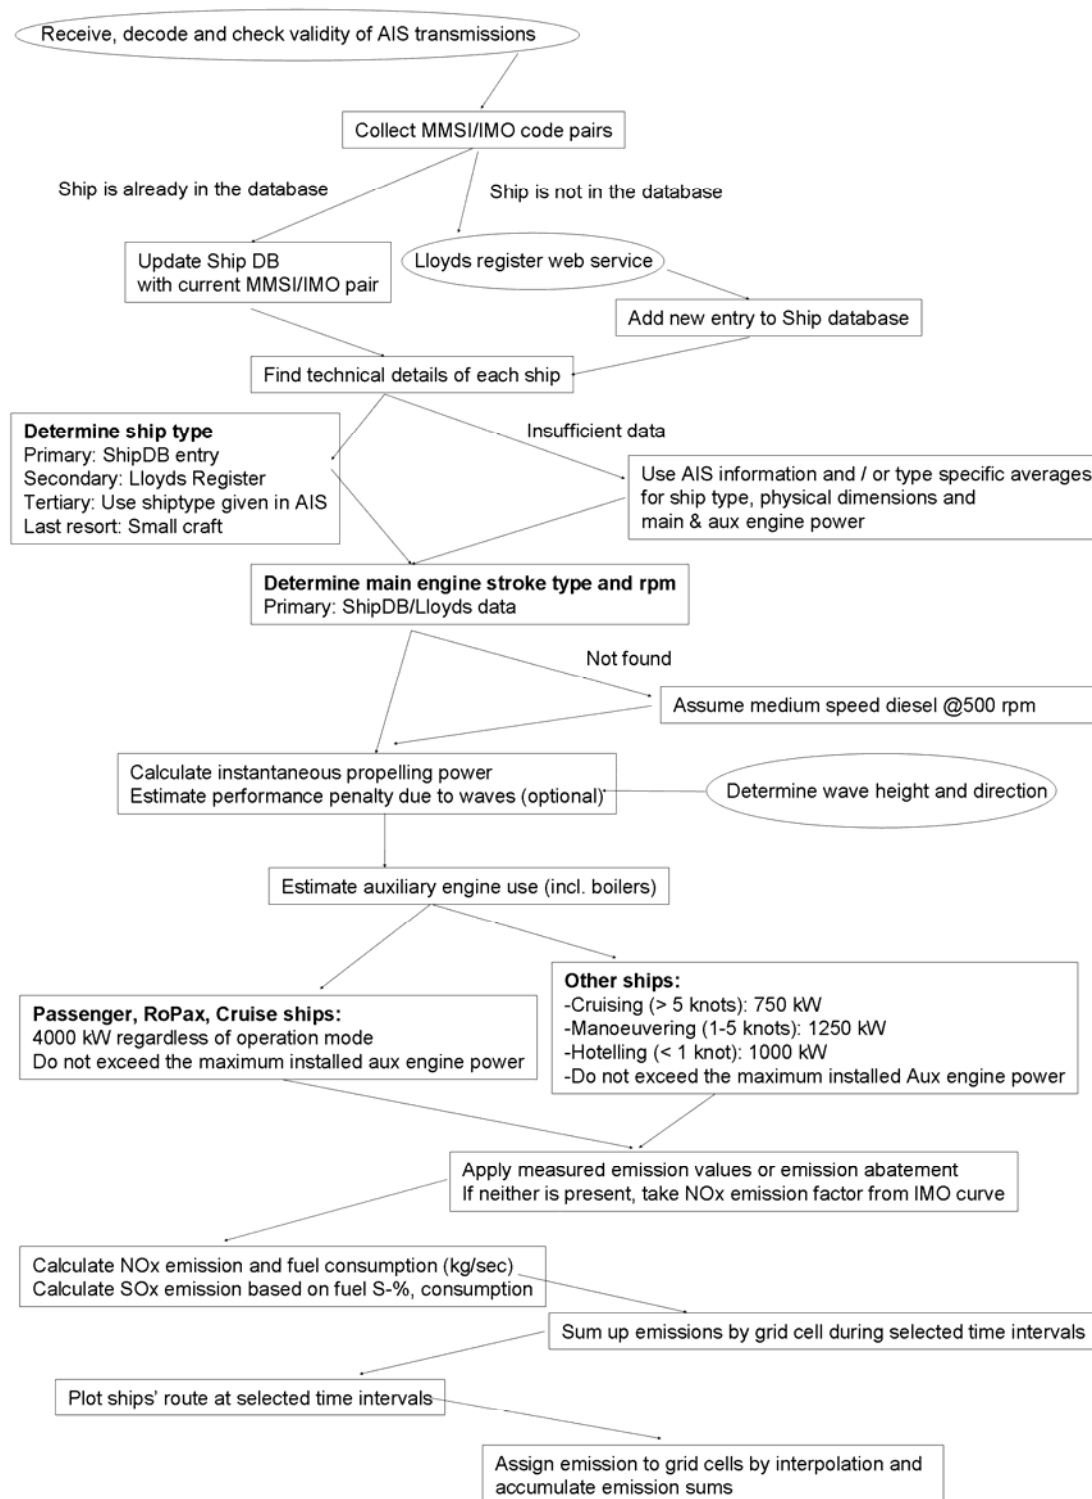 Receive, decode and check validity of AIS transmissions
Collect MMSI/IMO code pairs
Ship is already in the database
Ship is not in the database
Update Ship DB
with current MMSI/IMO pair
Lloyds register web service
Add new entry to Ship database
Find technical details of each ship
Determine ship type
Primary: ShipDB entry
Secondary: Lloyds Register
Tertiary: Use shiptype given in AIS
Last resort: Small craft
Insufficient data
Use AIS information and / or type specific averages
for ship type, physical dimensions and
main & aux engine power
Determine main engine stroke type and rpm
Primary: ShipDB/Lloyds data
Not found
Assume medium speed diesel @500 rpm
Calculate instantaneous propelling power
Estimate performance penalty due to waves (optional)
Determine wave height and direction
Estimate auxiliary engine use (incl. boilers)
Passenger, RoPax, Cruise ships:
4000 kW regardless of operation mode
Do not exceed the maximum installed aux engine power
Other ships:
-Cruising (> 5 knots): 750 kW
-Manoeuvering (1-5 knots): 1250 kW
-Hotelling (< 1 knot): 1000 kW
-Do not exceed the maximum installed Aux engine power
Apply measured emission values or emission abatement
If neither is present, take NOx emission factor from IMO curve
Calculate NOx emission and fuel consumption (kg/sec)
Calculate SOx emission based on fuel S-%, consumption
Sum up emissions by grid cell during selected time intervals
Plot ships' route at selected time intervals
Assign emission to grid cells by interpolation and
accumulate emission sums